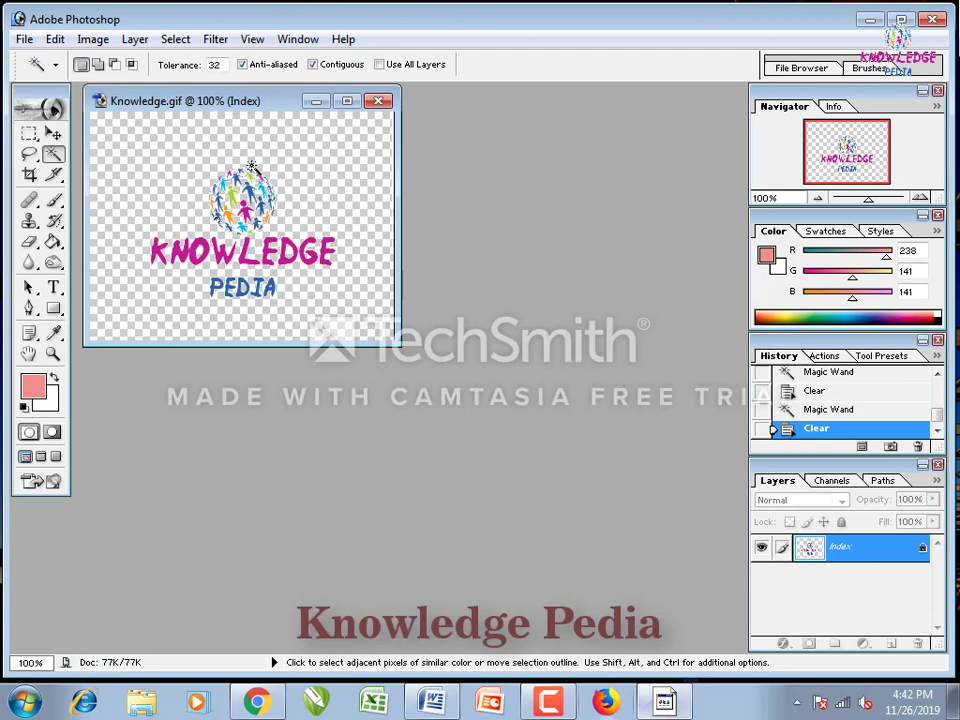 Adobe Photoshop
File Edit Image Layer Select Filter View Window Help
Tolerance: 32 Anti-aliased Contiguous Use All Layers
File Browser Brushes
KNOWLEDGE
PEDIA
Knowledge.gif @ 100% (Index)
KNOWLEDGE
PEDIA
Navigator Info
KNOWLEDGE
PEDIA
100%
Color Swatches Styles
R 238
G 141
B 141
History Actions Tool Presets
Magic Wand
Clear
Magic Wand
Clear
Layers Channels Paths
Normal Opacity: 100%
Lock: Fill: 100%
Index
TechSmith®
MADE WITH CAMTASIA FREE TRIA
Knowledge Pedia
100% Doc: 77K/77K Click to select adjacent pixels of similar color or move selection outline. Use Shift, Alt, and Ctrl for additional options.
4:42 PM
11/26/2019